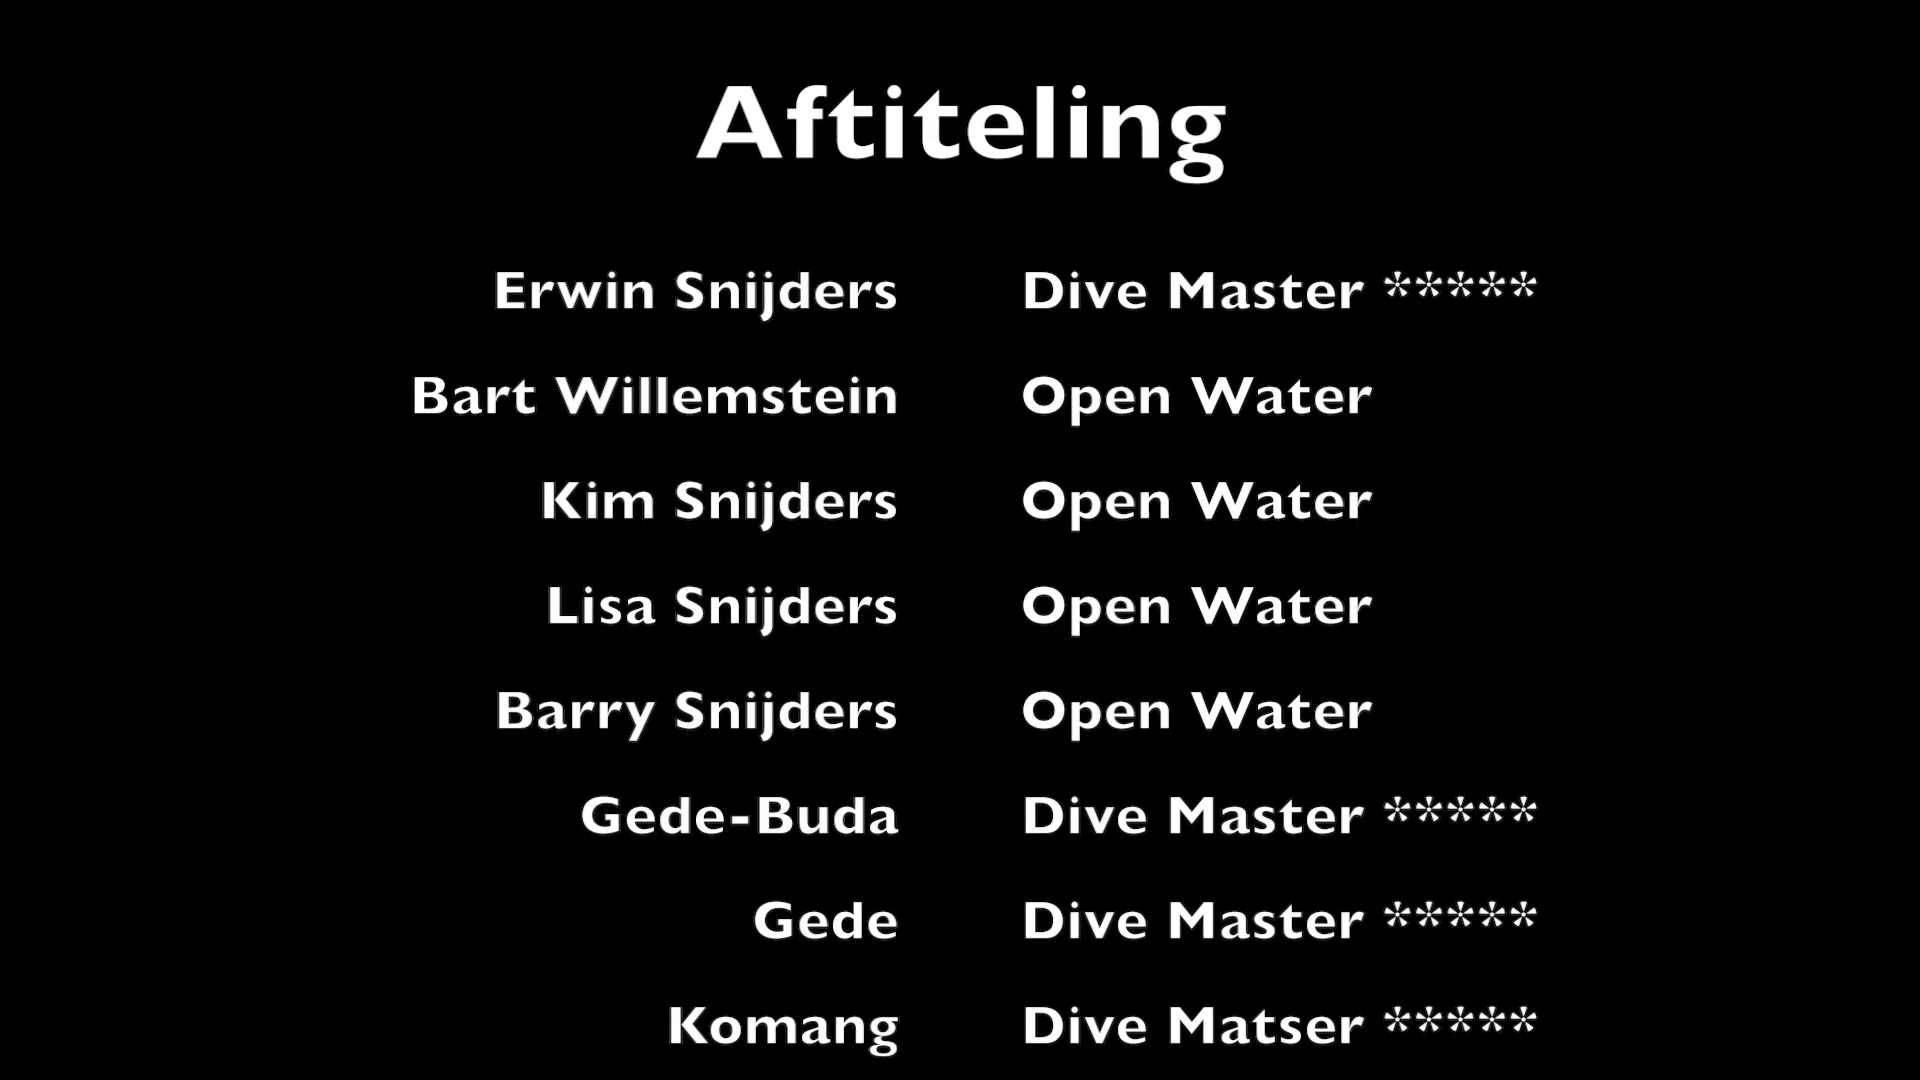 Aftiteling
Erwin Snijders Dive Master *****
Bart Willemstein Open Water
Kim Snijders Open Water
Lisa Snijders Open Water
Barry Snijders Open Water
Gede-Buda Dive Master *****
Gede Dive Master *****
Komang Dive Matser *****